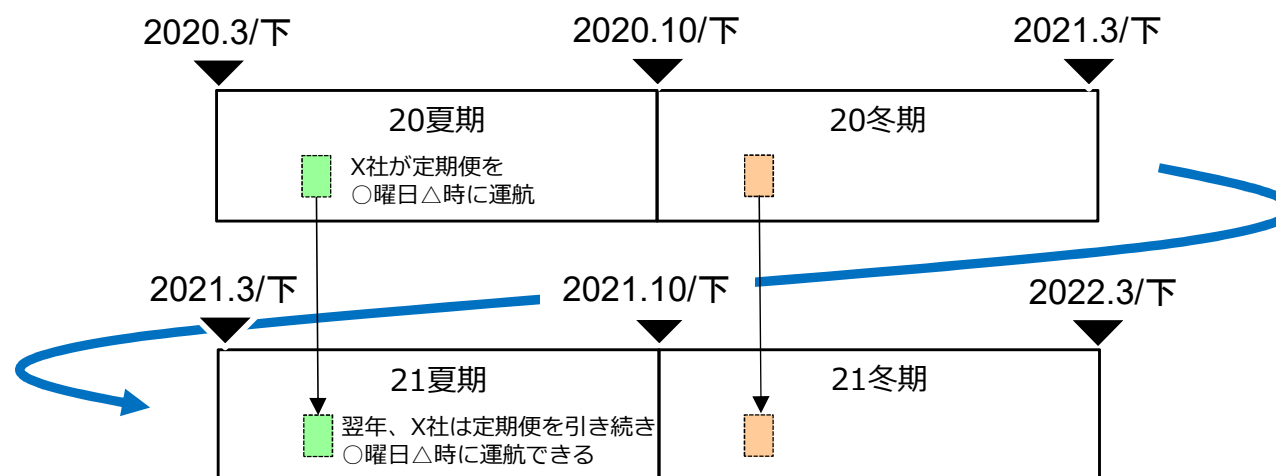 2020.3/下
2020.10/下
2021.3/下
20夏期
20冬期
X社が定期便を
○曜日△時に運航
2021.3/下
2021.10/下
2022.3/下
21夏期
21冬期
翌年、X社は定期便を引き続き
○曜日△時に運航できる